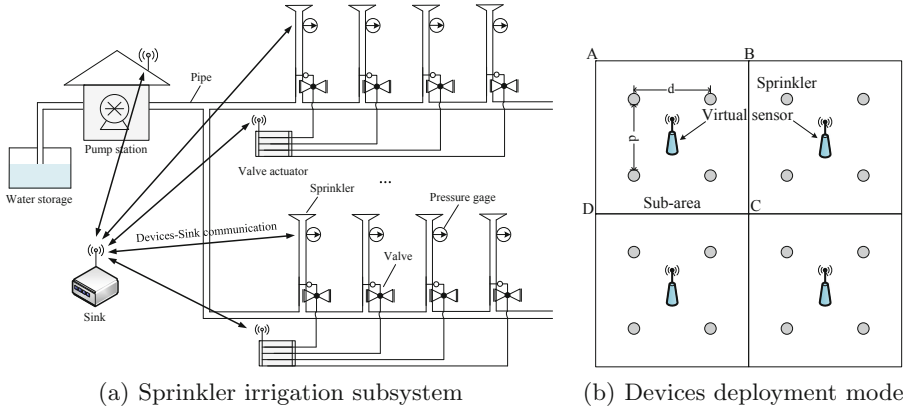 Pipe
Pump station
Water storage
Valve actuator
...
Sprinkler
Pressure gage
Devices-Sink communication
Valve
Sink
(a) Sprinkler irrigation subsystem
A
B
d
Sprinkler
Virtual sensor
d
D
Sub-area
C
(b) Devices deployment mode